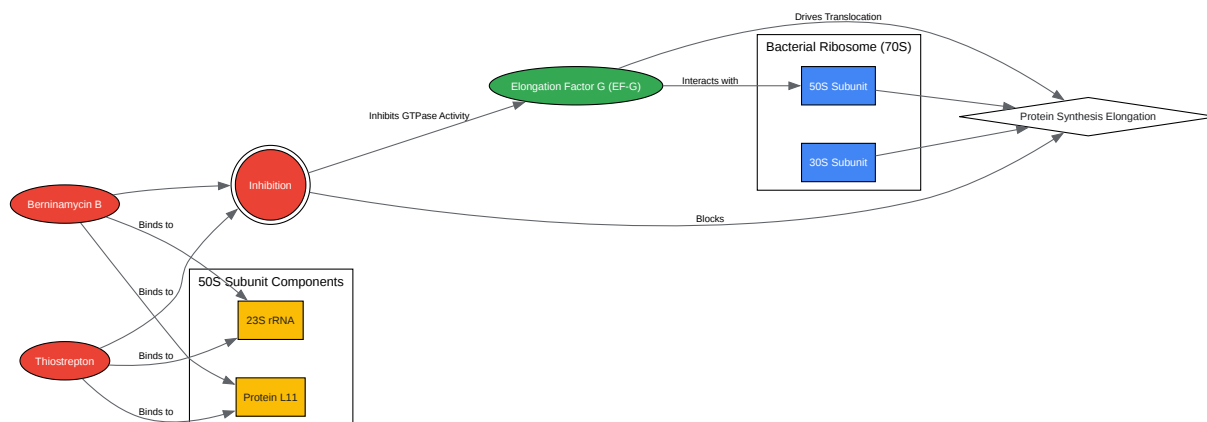 Drives Translocation
Bacterial Ribosome (70S)
Elongation Factor G (EF-G)
Interacts with
50S Subunit
Inhibits GTPase Activity
Protein Synthesis Elongation
30S Subunit
Inhibition
Berninamycin B
Binds to
Blocks
50S Subunit Components
Binds to
23S rRNA
Binds to
Thiostrepton
Protein L11
Binds to